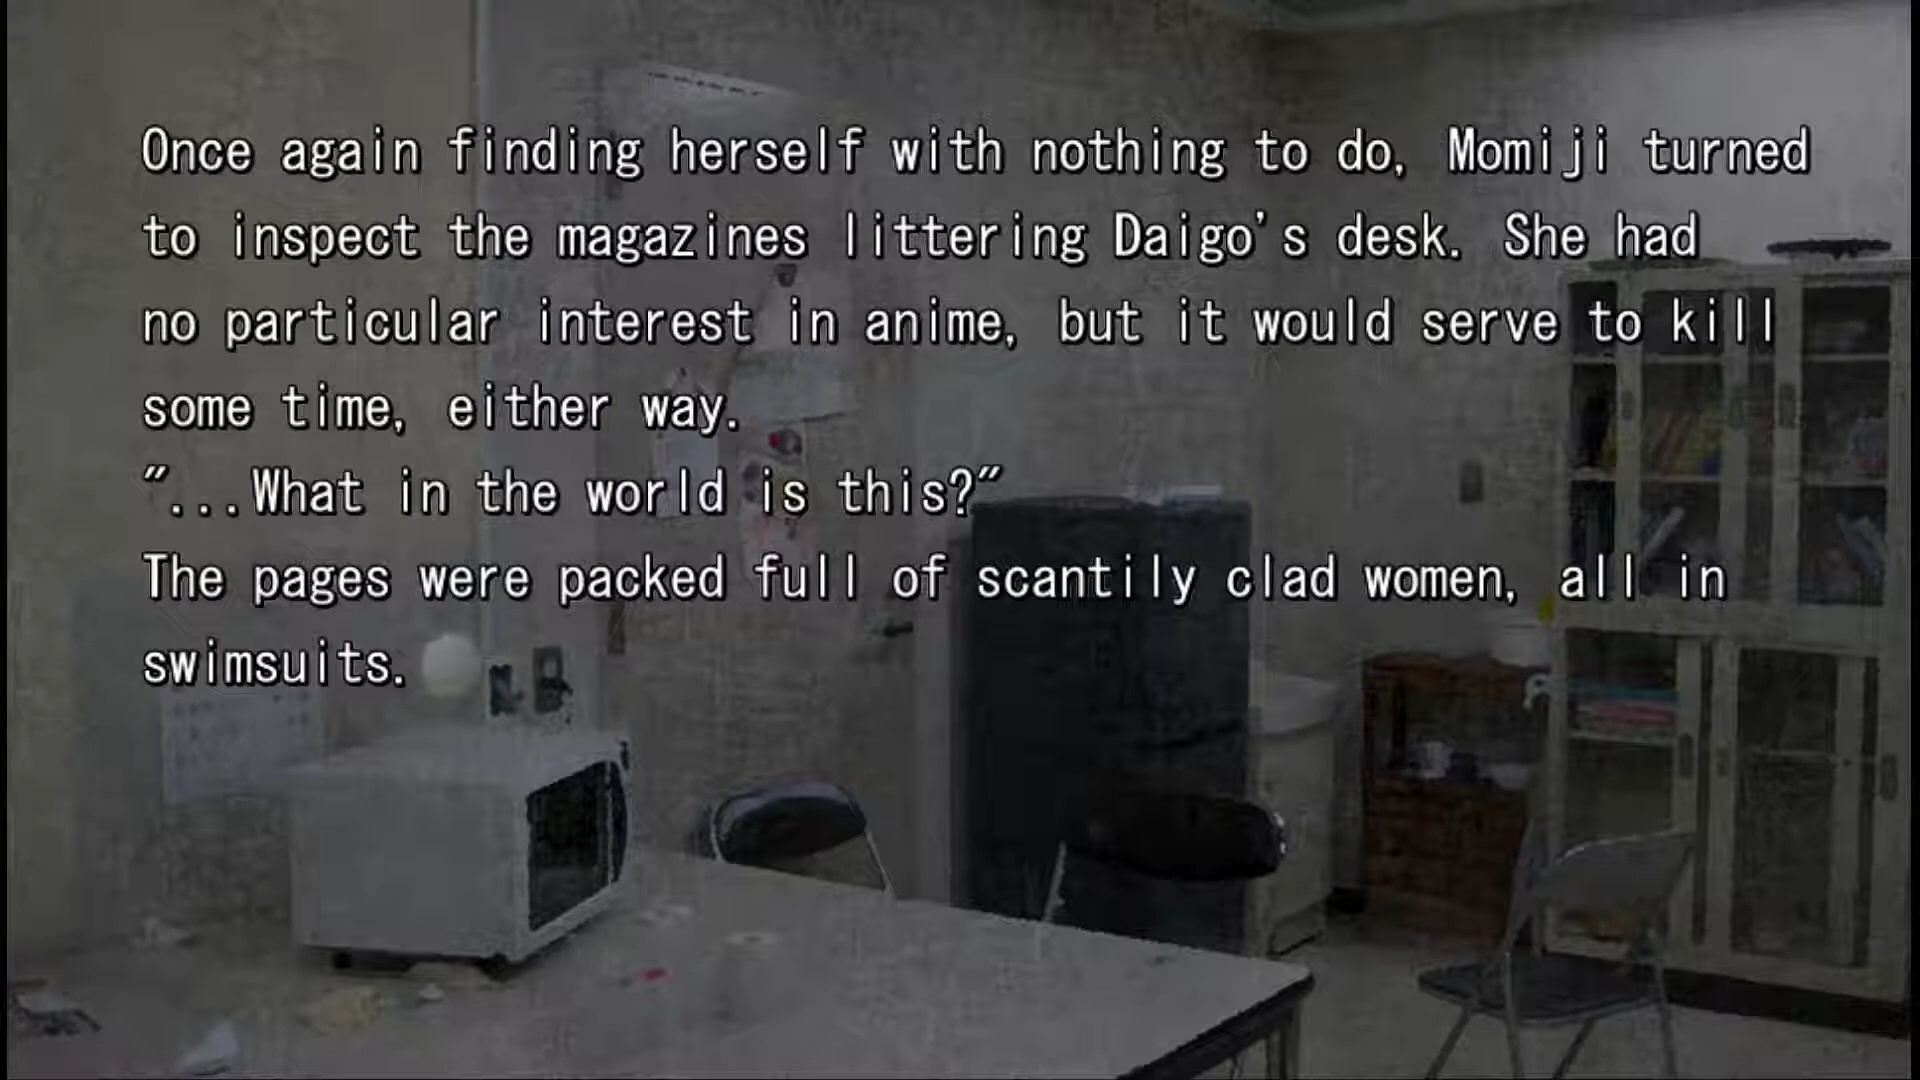 Once again finding herself with nothing to do, Momiji turned
to inspect the magazines littering Daigo's desk. She had
no particular interest in anime, but it would serve to kill
some time, either way.
"...What in the world is this?"
The pages were packed full of scantily clad women, all in
swimsuits.